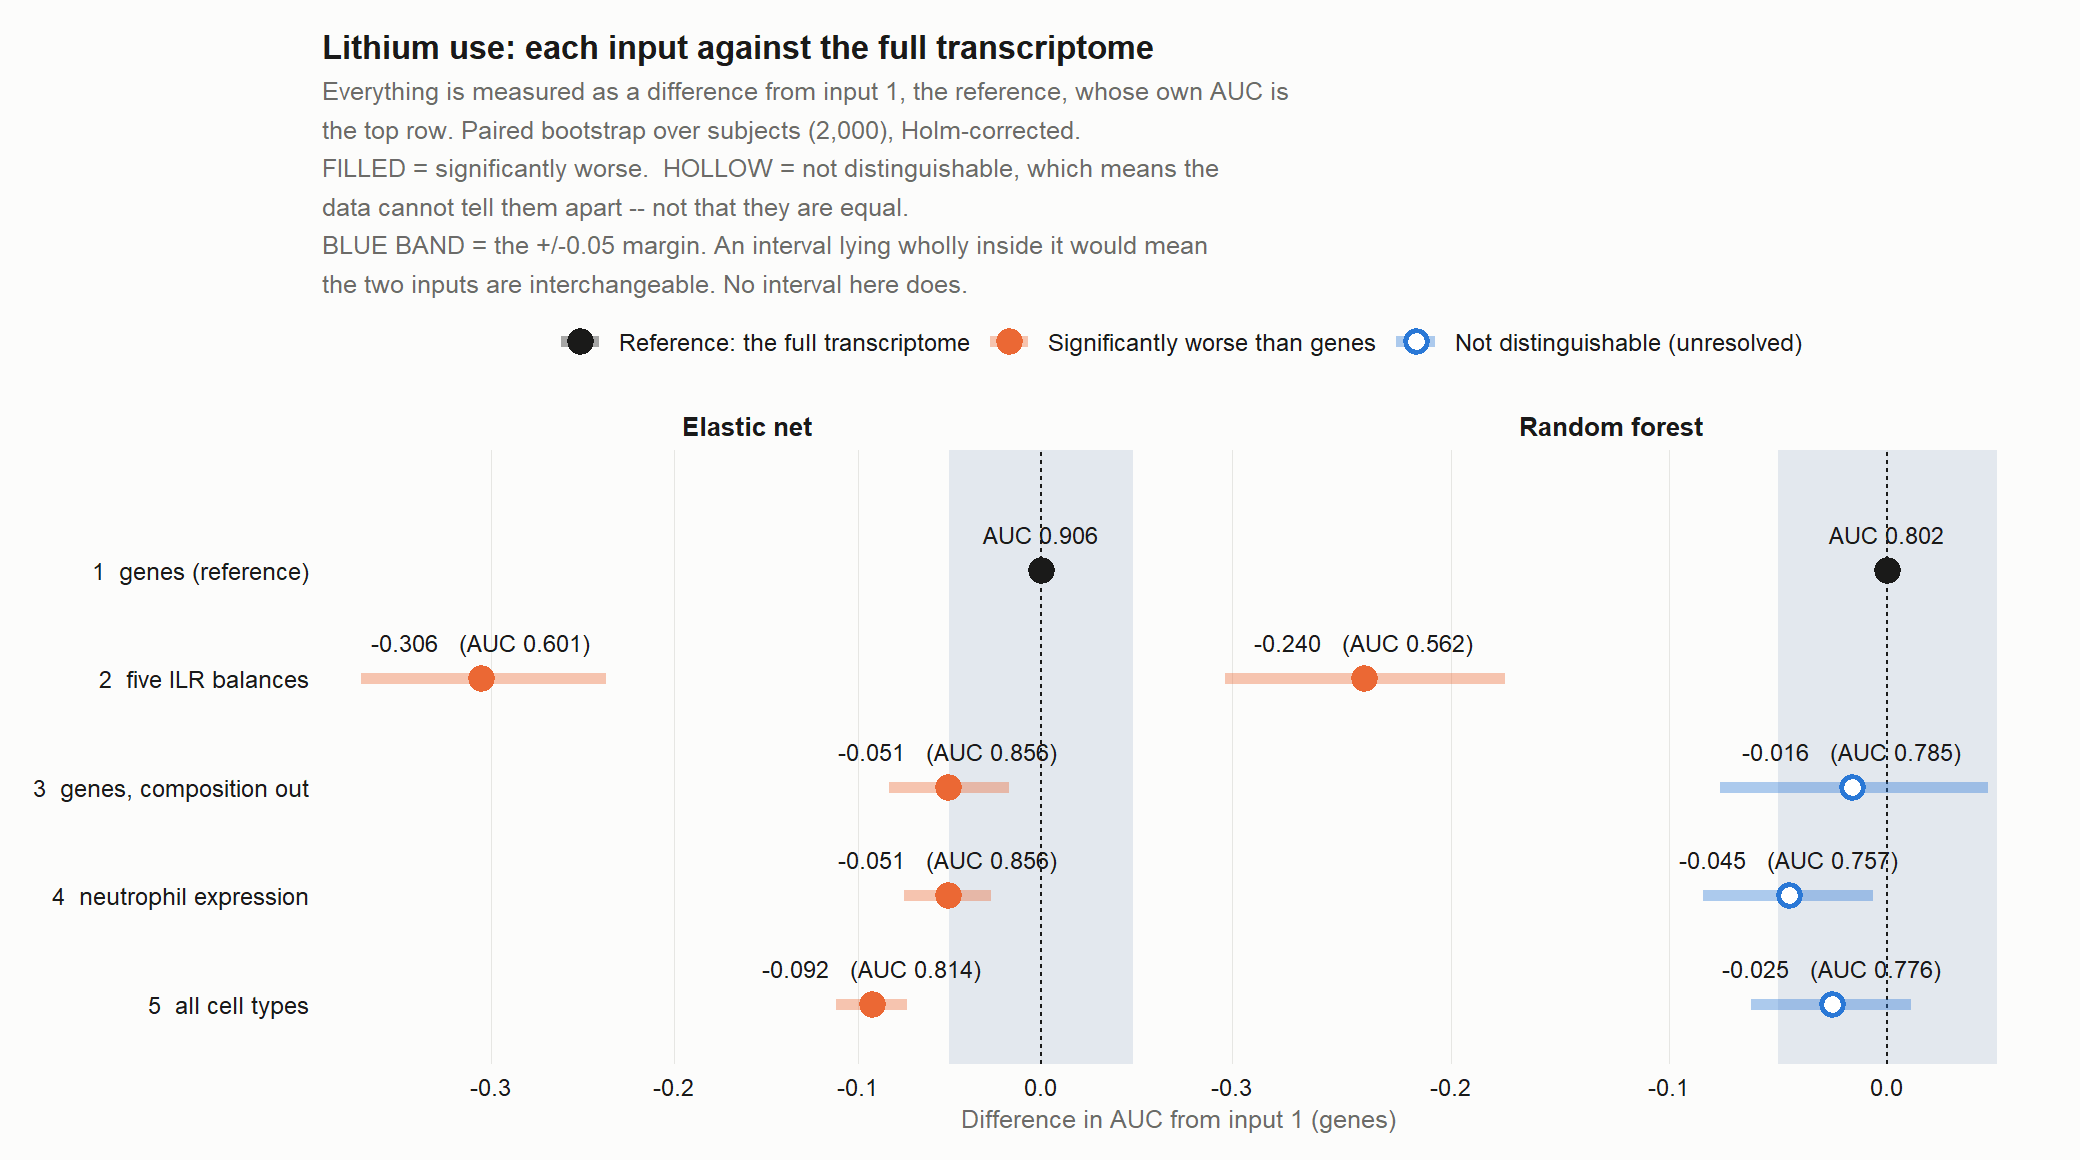 Lithium use: each input against the full transcriptome
Everything is measured as a difference from input 1, the reference, whose own AUC is
the top row. Paired bootstrap over subjects (2,000), Holm-corrected.
FILLED = significantly worse.  HOLLOW = not distinguishable, which means the
data cannot tell them apart -- not that they are equal.
BLUE BAND = the +/-0.05 margin. An interval lying wholly inside it would mean
the two inputs are interchangeable. No interval here does.
Reference: the full transcriptome
Significantly worse than genes
Not distinguishable (unresolved)
Elastic net
Random forest
AUC 0.906
AUC 0.802
1  genes (reference)
-0.306  (AUC 0.601)
-0.240  (AUC 0.562)
2  five ILR balances
-0.051  (AUC 0.856)
-0.016  (AUC 0.785)
3  genes, composition out
-0.051  (AUC 0.856)
-0.045  (AUC 0.757)
4  neutrophil expression
-0.092  (AUC 0.814)
-0.025  (AUC 0.776)
5  all cell types
-0.3
-0.2
-0.1
0.0
-0.3
-0.2
-0.1
0.0
Difference in AUC from input 1 (genes)